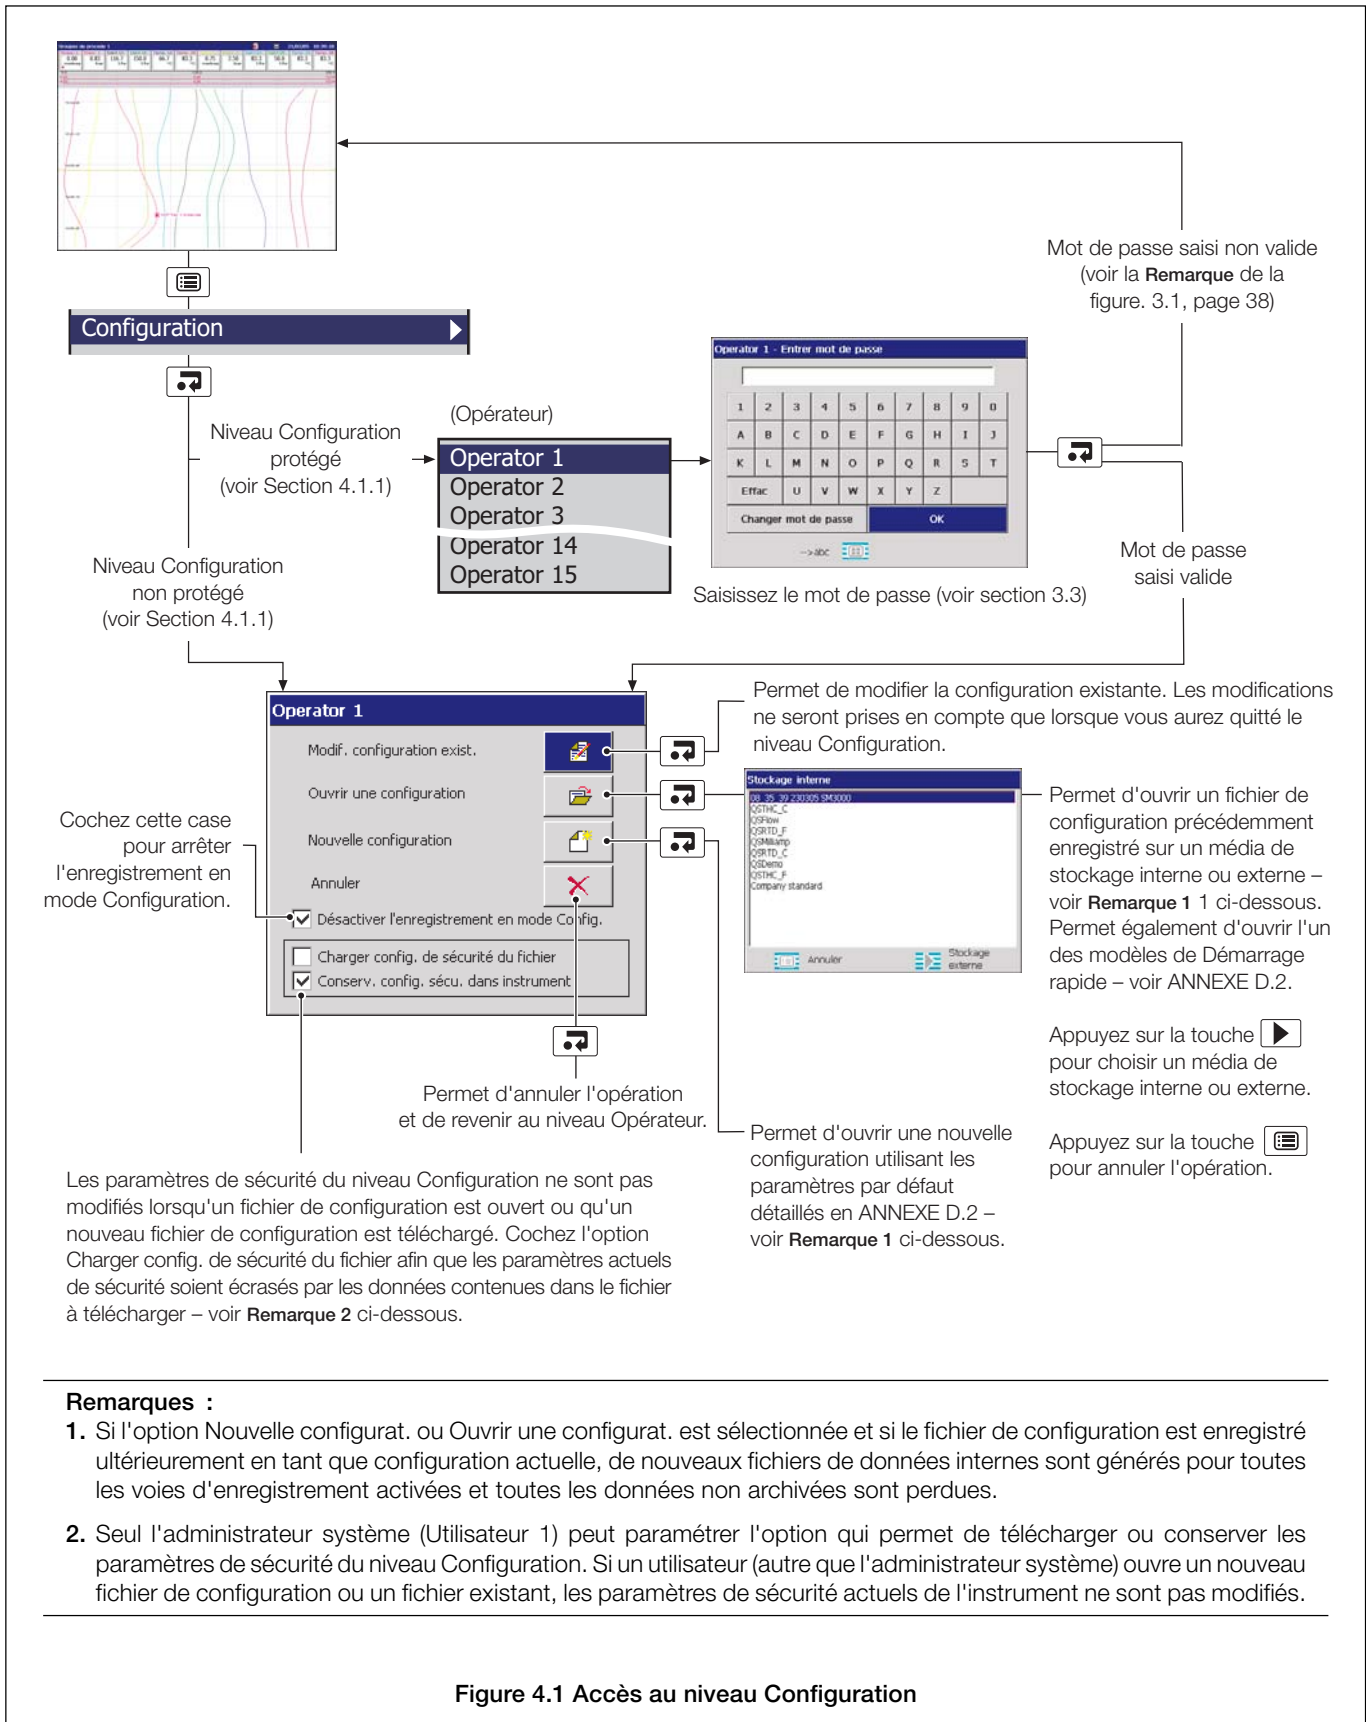 Configuration
(Opérateur)
Niveau Configuration
protégé
(voir Section 4.1.1)
Operator 1
Operator 2
Operator 3
Operator 14
Operator 15
Operator 1 - Entrer mot de passe
1 2 3 4 5 6 7 8 9 0
A B C D E F G H I J
K L M N O P Q R S T
Effac U V W X Y Z
Changer mot de passe OK
-->abc
Saisissez le mot de passe (voir section 3.3)
Mot de passe saisi non valide
(voir la Remarque de la
figure. 3.1, page 38)
Mot de passe
saisi valide
Niveau Configuration
non protégé
(voir Section 4.1.1)
Operator 1
Modif. configuration exist.
Ouvrir une configuration
Nouvelle configuration
Annuler
Désactiver l'enregistrement en mode Config.
Charger config. de sécurité du fichier
Conserv. config. sécu. dans instrument
Cochez cette case
pour arrêter
l'enregistrement en
mode Configuration.
Permet de modifier la configuration existante. Les modifications
ne seront prises en compte que lorsque vous aurez quitté le
niveau Configuration.
Stockage interne
08_35_39 230305 SM3000
QSTHC_C
QSFlow
QSRTD_F
QSMiliamp
QSRTD_C
QSDemo
QSTHC_F
Company standard
Annuler
Stockage
externe
Permet d'ouvrir un fichier de
configuration précédemment
enregistré sur un média de
stockage interne ou externe –
voir Remarque 1 1 ci-dessous.
Permet également d'ouvrir l'un
des modèles de Démarrage
rapide – voir ANNEXE D.2.
Appuyez sur la touche
pour choisir un média de
stockage interne ou externe.
Appuyez sur la touche
pour annuler l'opération.
Permet d'annuler l'opération
et de revenir au niveau Opérateur.
Permet d'ouvrir une nouvelle
configuration utilisant les
paramètres par défaut
détaillés en ANNEXE D.2 –
voir Remarque 1 ci-dessous.
Les paramètres de sécurité du niveau Configuration ne sont pas
modifiés lorsqu'un fichier de configuration est ouvert ou qu'un
nouveau fichier de configuration est téléchargé. Cochez l'option
Charger config. de sécurité du fichier afin que les paramètres actuels
de sécurité soient écrasés par les données contenues dans le fichier
à télécharger – voir Remarque 2 ci-dessous.
Remarques :
1. Si l'option Nouvelle configurat. ou Ouvrir une configurat. est sélectionnée et si le fichier de configuration est enregistré
ultérieurement en tant que configuration actuelle, de nouveaux fichiers de données internes sont générés pour toutes
les voies d'enregistrement activées et toutes les données non archivées sont perdues.
2. Seul l'administrateur système (Utilisateur 1) peut paramétrer l'option qui permet de télécharger ou conserver les
paramètres de sécurité du niveau Configuration. Si un utilisateur (autre que l'administrateur système) ouvre un nouveau
fichier de configuration ou un fichier existant, les paramètres de sécurité actuels de l'instrument ne sont pas modifiés.
Figure 4.1 Accès au niveau Configuration